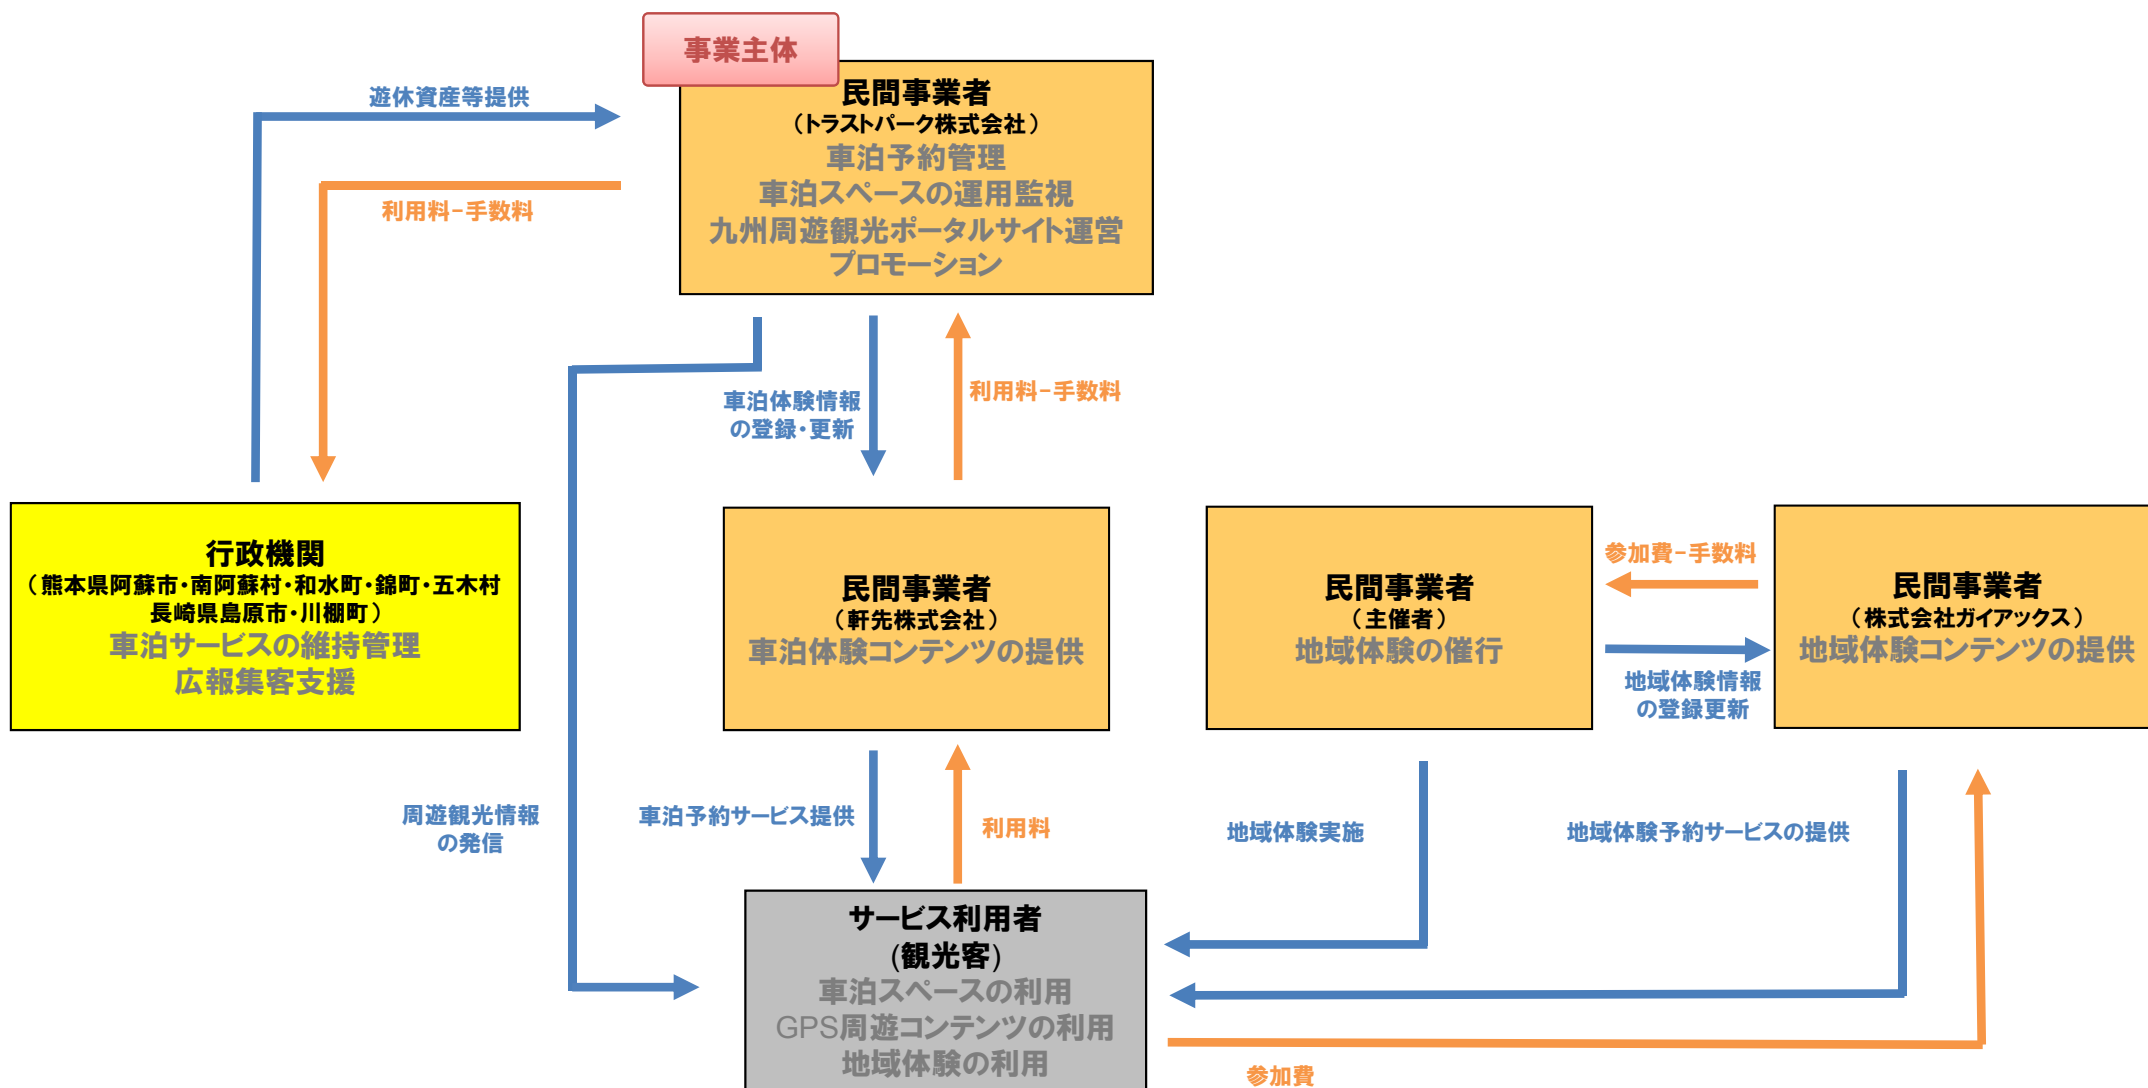 事業主体
民間事業者
（トラストパーク株式会社）
車泊予約管理
車泊スペースの運用監視
九州周遊観光ポータルサイト運営
プロモーション
遊休資産等提供
利用料-手数料
車泊体験情報
の登録・更新
利用料-手数料
行政機関
（熊本県阿蘇市・南阿蘇村・和水町・錦町・五木村
長崎県島原市・川棚町）
車泊サービスの維持管理
広報集客支援
民間事業者
（軒先株式会社）
車泊体験コンテンツの提供
民間事業者
（主催者）
地域体験の催行
参加費-手数料
地域体験情報
の登録更新
民間事業者
（株式会社ガイアックス）
地域体験コンテンツの提供
周遊観光情報
の発信
車泊予約サービス提供
利用料
地域体験実施
地域体験予約サービスの提供
サービス利用者
(観光客)
車泊スペースの利用
GPS周遊コンテンツの利用
地域体験の利用
参加費